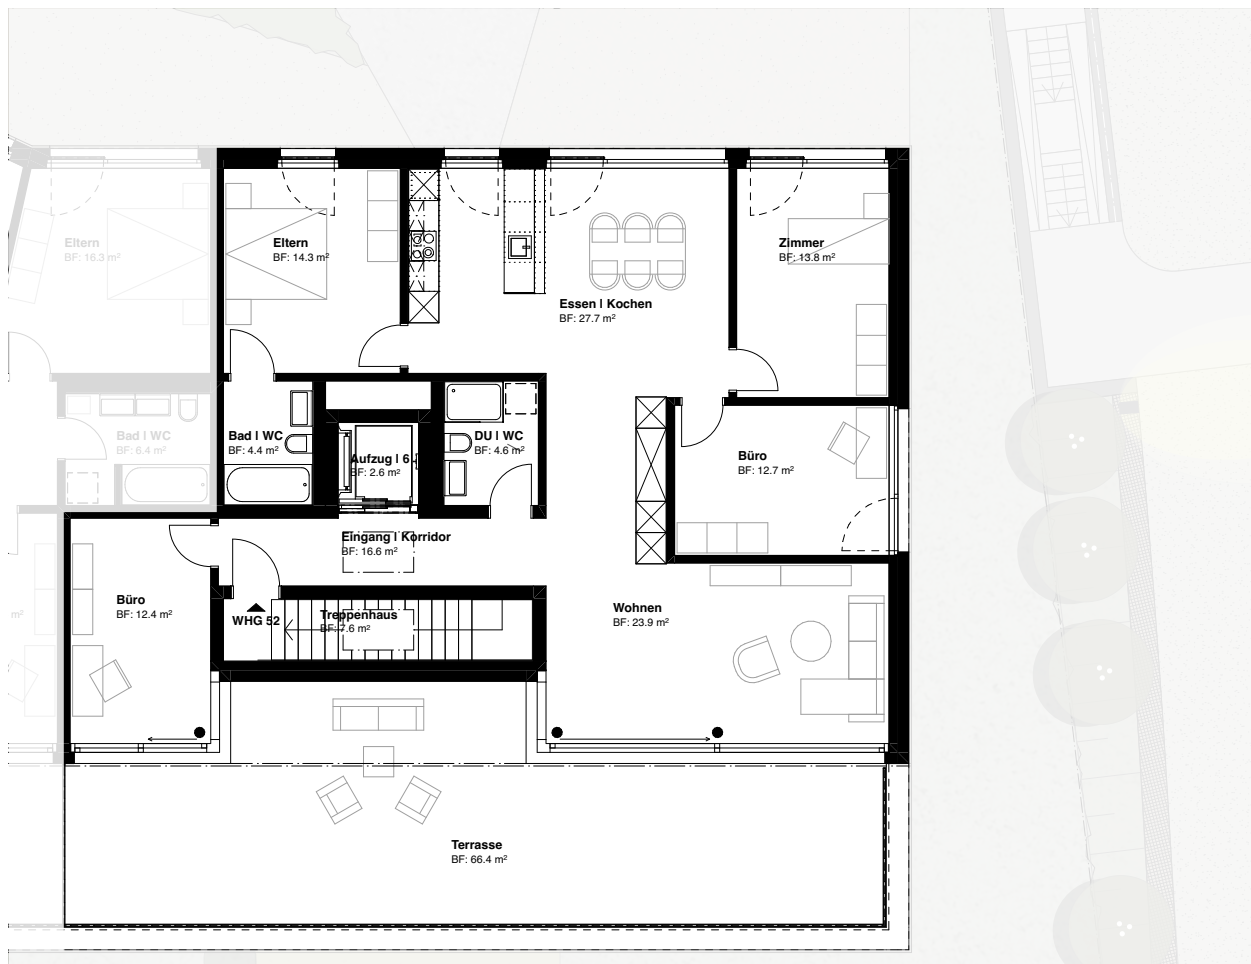 Eltern
BF: 16.3 m²
Eltern
BF: 14.3 m²
Zimmer
BF: 13.8 m²
Essen | Kochen
BF: 27.7 m²
Bad | WC
BF: 6.4 m²
Bad | WC
BF: 4.4 m²
Aufzug | 6
BF: 2.6 m²
DU | WC
BF: 4.6 m²
Büro
BF: 12.7 m²
Eingang | Korridor
BF: 16.6 m²
m²
Büro
BF: 12.4 m²
WHG 52
Treppenhaus
BF: 7.6 m²
Wohnen
BF: 23.9 m²
Terrasse
BF: 66.4 m²